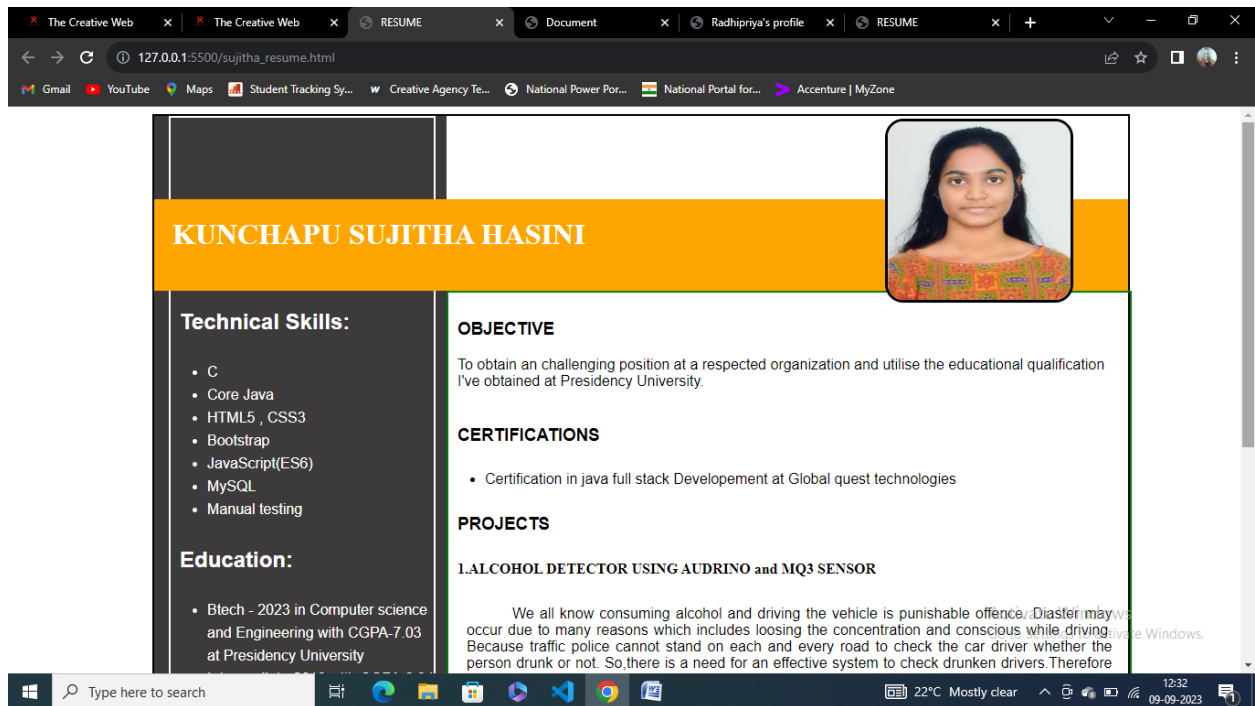 The Creative Web
The Creative Web
RESUME
Document
Radhipriya's profile
RESUME
127.0.0.1:5500/sujitha_resume.html
Gmail
YouTube
Maps
Student Tracking Sy...
Creative Agency Te...
National Power Por...
National Portal for...
Accenture | MyZone
KUNCHAPU SUJITHA HASINI
Technical Skills:
C
Core Java
HTML5 , CSS3
Bootstrap
JavaScript(ES6)
MySQL
Manual testing
Education:
Btech - 2023 in Computer science
and Engineering with CGPA-7.03
at Presidency University
OBJECTIVE
To obtain an challenging position at a respected organization and utilise the educational qualification
I've obtained at Presidency University.
CERTIFICATIONS
Certification in java full stack Developement at Global quest technologies
PROJECTS
1.ALCOHOL DETECTOR USING AUDRINO and MQ3 SENSOR
We all know consuming alcohol and driving the vehicle is punishable offence. Diaster may
occur due to many reasons which includes loosing the concentration and conscious while driving.
Because traffic police cannot stand on each and every road to check the car driver whether the
person drunk or not. So,there is a need for an effective system to check drunken drivers.Therefore
Activate Windows
Go to Settings to activate Windows.
Type here to search
22°C Mostly clear
12:32
09-09-2023
1